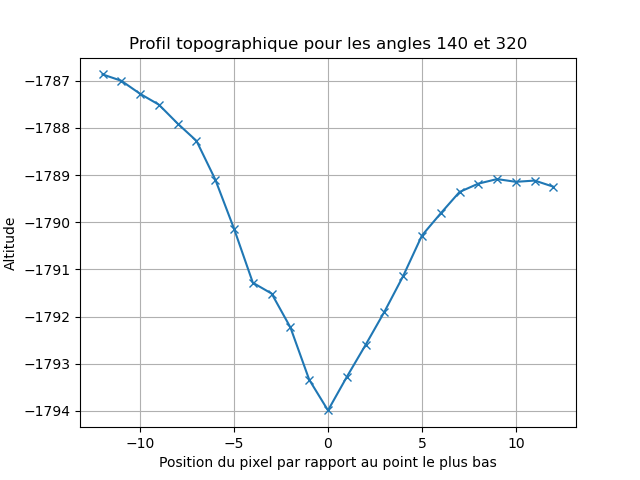 Profil topographique pour les angles 140 et 320
−1787
−1788
−1789
−1790
−1791
−1792
−1793
−1794
Altitude
−10 −5 0 5 10
Position du pixel par rapport au point le plus bas